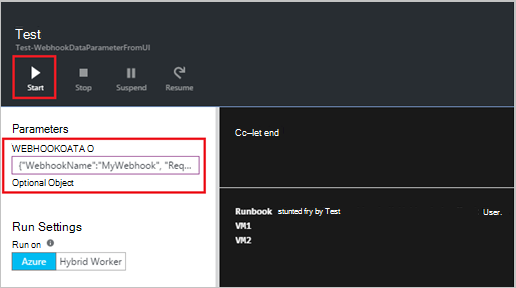 Test
Test-WebhookDataParameterFromUI
Start
Stop
Suspend
Resume
Parameters
WEBHOOKOATA O
{"WebhookName":"MyWebhook", "Req...
Optional Object
Run Settings
Run on
Azure
Hybrid Worker
Cc–let end
Runbook stunted fry by Test User.
VM1
VM2